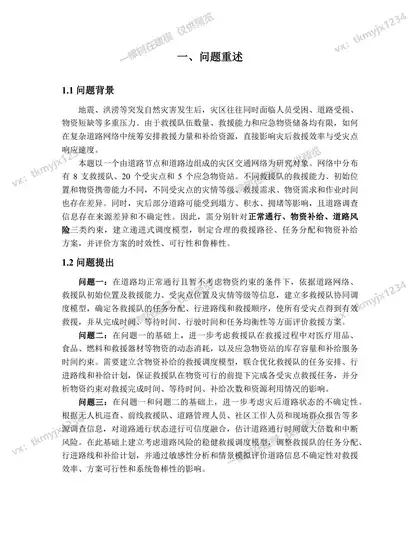 一、问题重述
1.1 问题背景
地震、洪涝等突发自然灾害发生后，灾区往往同时面临人员受困、道路受损、
物资短缺等多重压力。由于救援队伍数量、救援能力和应急物资储备均有限，如何
在复杂道路网络中统筹安排救援力量和补给资源，直接影响灾后救援效率与受灾点
响应速度。
本题以一个由道路节点和道路边组成的灾区交通网络为研究对象。网络中分布
有 8 支救援队、20 个受灾点和 5 个应急物资站。不同救援队的救援能力、初始位
置和物资携带能力不同，不同受灾点的灾情等级、救援需求、物资需求和作业时间
也存在差异。同时，灾后部分道路可能受到塌方、积水、拥堵等影响，且道路调查
信息存在来源差异和不确定性。因此，需分别针对正常通行、物资补给、道路风
险三类约束，建立递进式调度模型，制定合理的救援路径、任务分配和物资补给
方案，并评价方案的时效性、可行性和鲁棒性。
1.2 问题提出
问题一：在道路均正常通行且暂不考虑物资约束的条件下，依据道路网络、
救援队初始位置及救援能力、受灾点位置及灾情等级等信息，建立多救援队协同调
度模型，确定各救援队的任务分配、行进路线和救援顺序，使所有受灾点得到有效
救援，并从完成时间、等待时间、行驶时间和任务均衡性等方面评价救援方案。
问题二：在问题一的基础上，进一步考虑救援队在救援过程中对医疗用品、
食品、燃料和救援器材等物资的动态消耗，以及应急物资站的库存容量和补给服务
时间约束。需要建立含物资补给的救援调度模型，联合优化救援队的任务安排、行
进路线和补给计划，保证救援队在物资可行的前提下完成各受灾点救援任务，并分
析物资约束对救援完成时间、等待时间、补给次数和资源利用情况的影响。
问题三：在问题一和问题二的基础上，进一步考虑灾后道路状态的不确定性。
根据无人机巡查、前线救援队、道路管理人员、社区工作人员和现场群众报告等多
源调查信息，对道路通行状态进行可信度融合，估计道路通行时间放大倍数和中断
风险。在此基础上建立考虑道路风险的稳健救援调度模型，调整救援队的任务分配、
行进路线和补给计划，并通过敏感性分析和情景模拟评价道路信息不确定性对救援
效率、方案可行性和系统鲁棒性的影响。
vx: tkmyjx1234
vx: tkmyjx1234
vx: tkmyjx1234
vx: tkmyjx1234